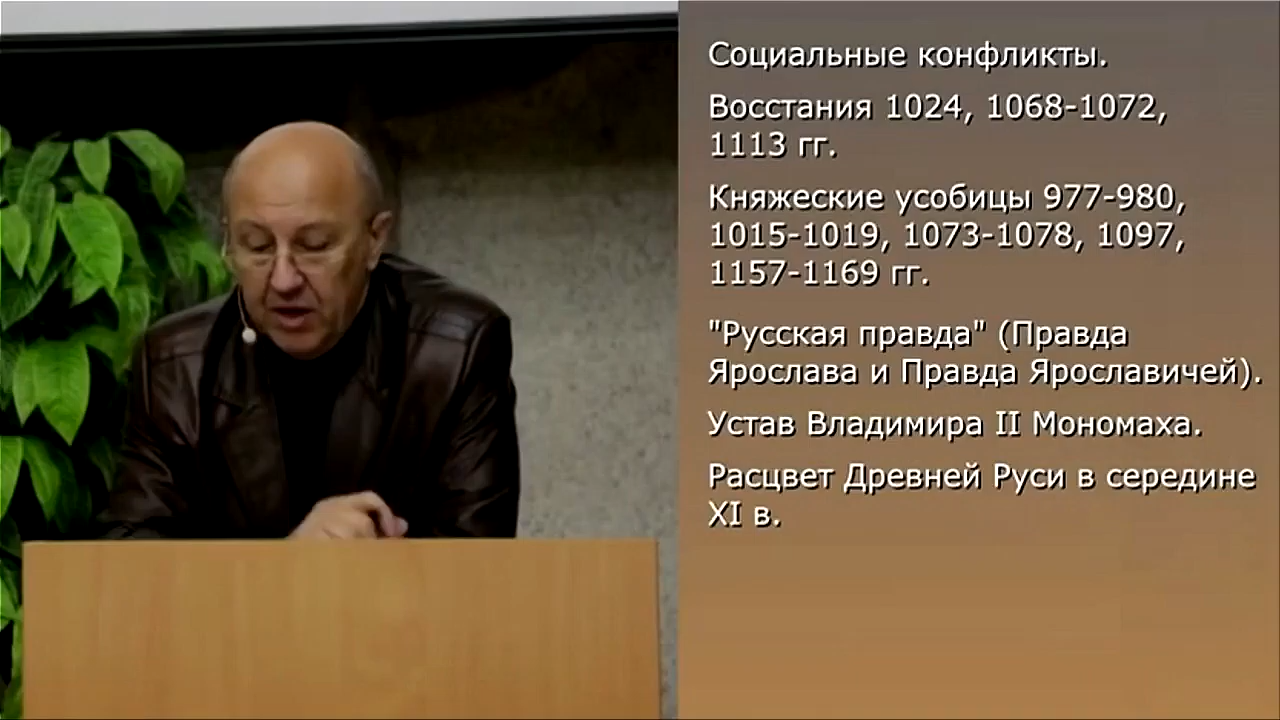 Социальные конфликты.
Восстания 1024, 1068-1072,
1113 гг.
Княжеские усобицы 977-980,
1015-1019, 1073-1078, 1097,
1157-1169 гг.
"Русская правда" (Правда
Ярослава и Правда Ярославичей).
Устав Владимира II Мономаха.
Расцвет Древней Руси в середине
XI в.